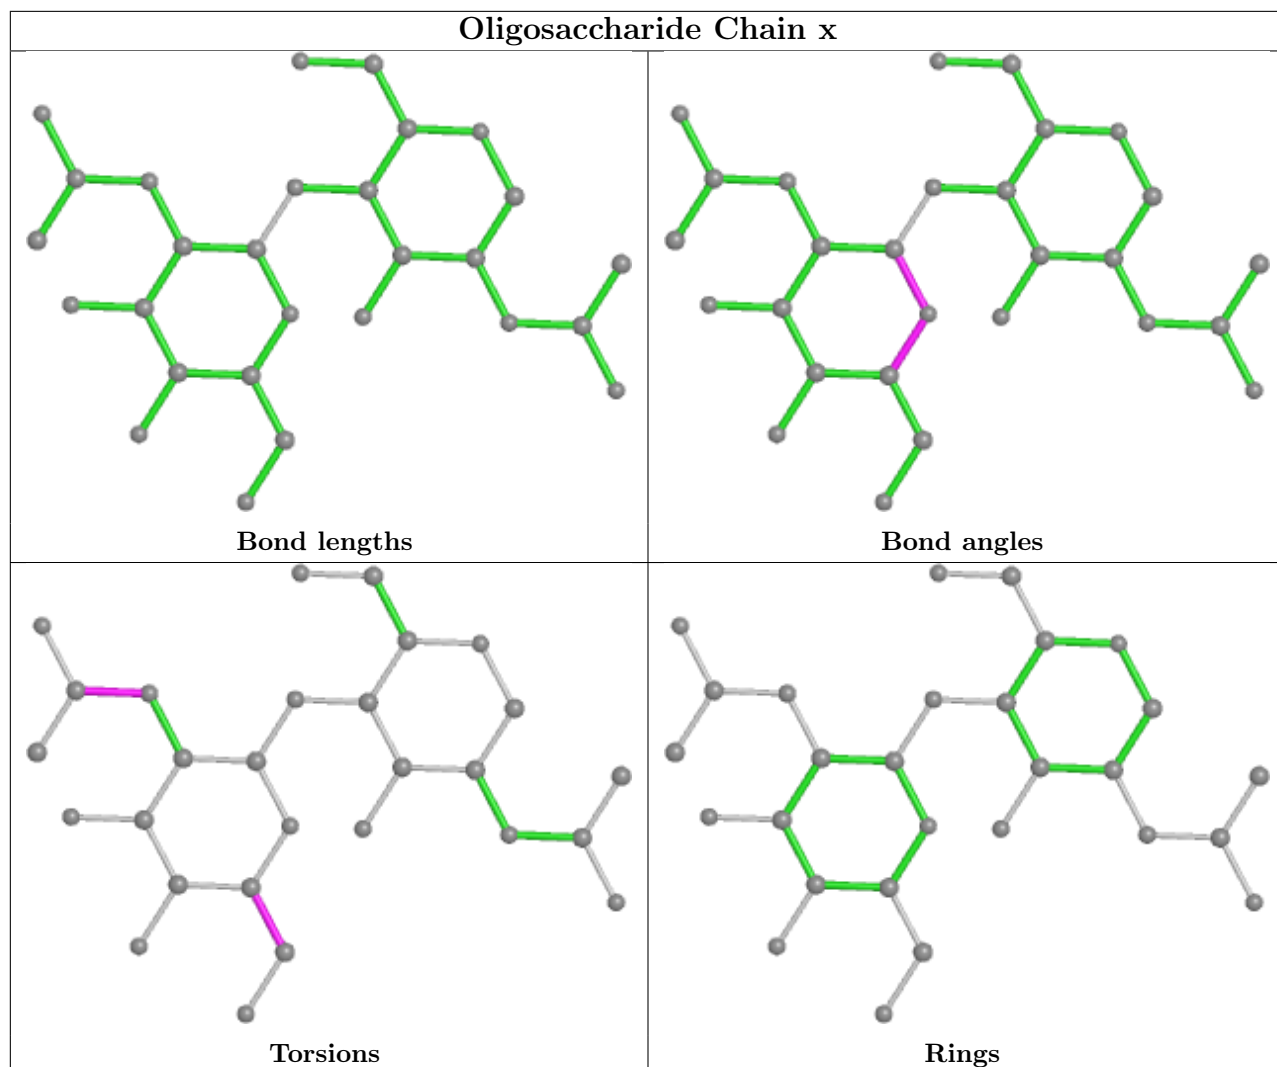 Oligosaccharide Chain x
Bond lengths
Bond angles
Torsions
Rings